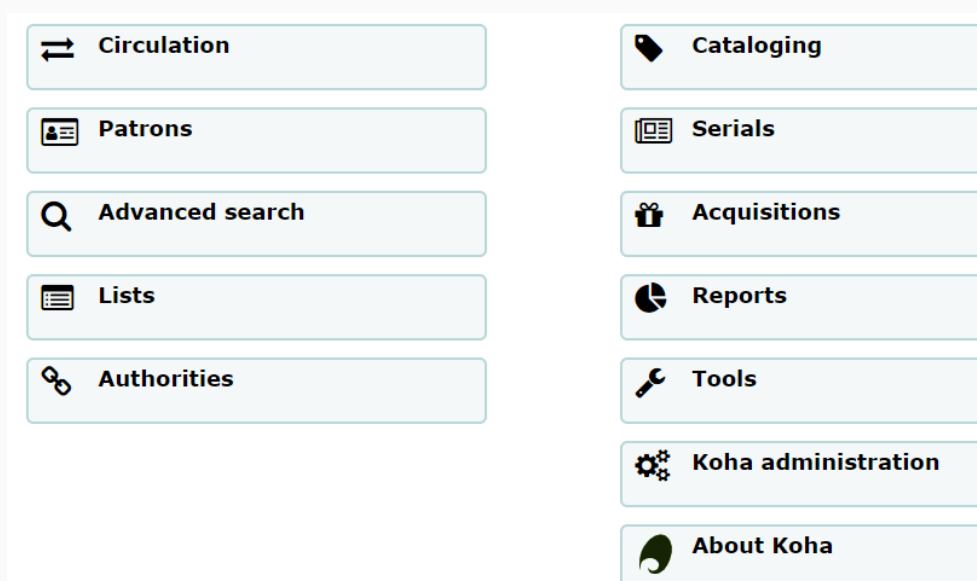 Circulation
Patrons
Advanced search
Lists
Authorities
Cataloging
Serials
Acquisitions
Reports
Tools
Koha administration
About Koha